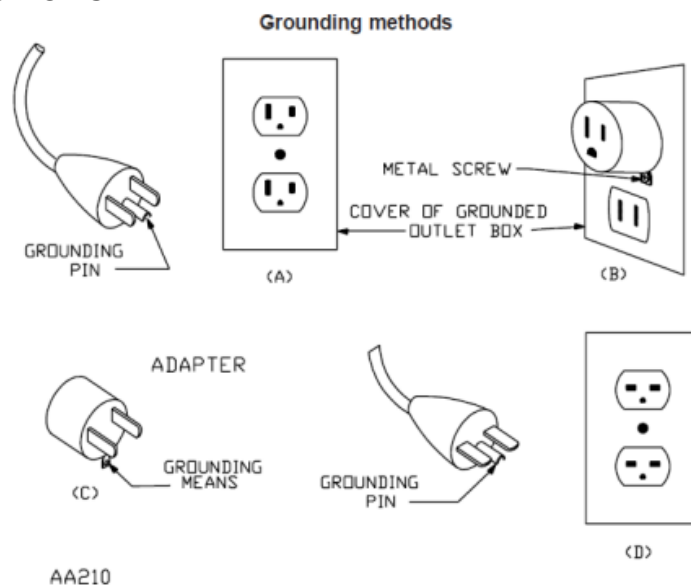 Grounding methods
METAL SCREW
COVER OF GROUNDED
OUTLET BOX
GROUNDING
PIN
(A)
(B)
ADAPTER
GROUNDING
MEANS
(C)
GROUNDING
PIN
(D)
AA210